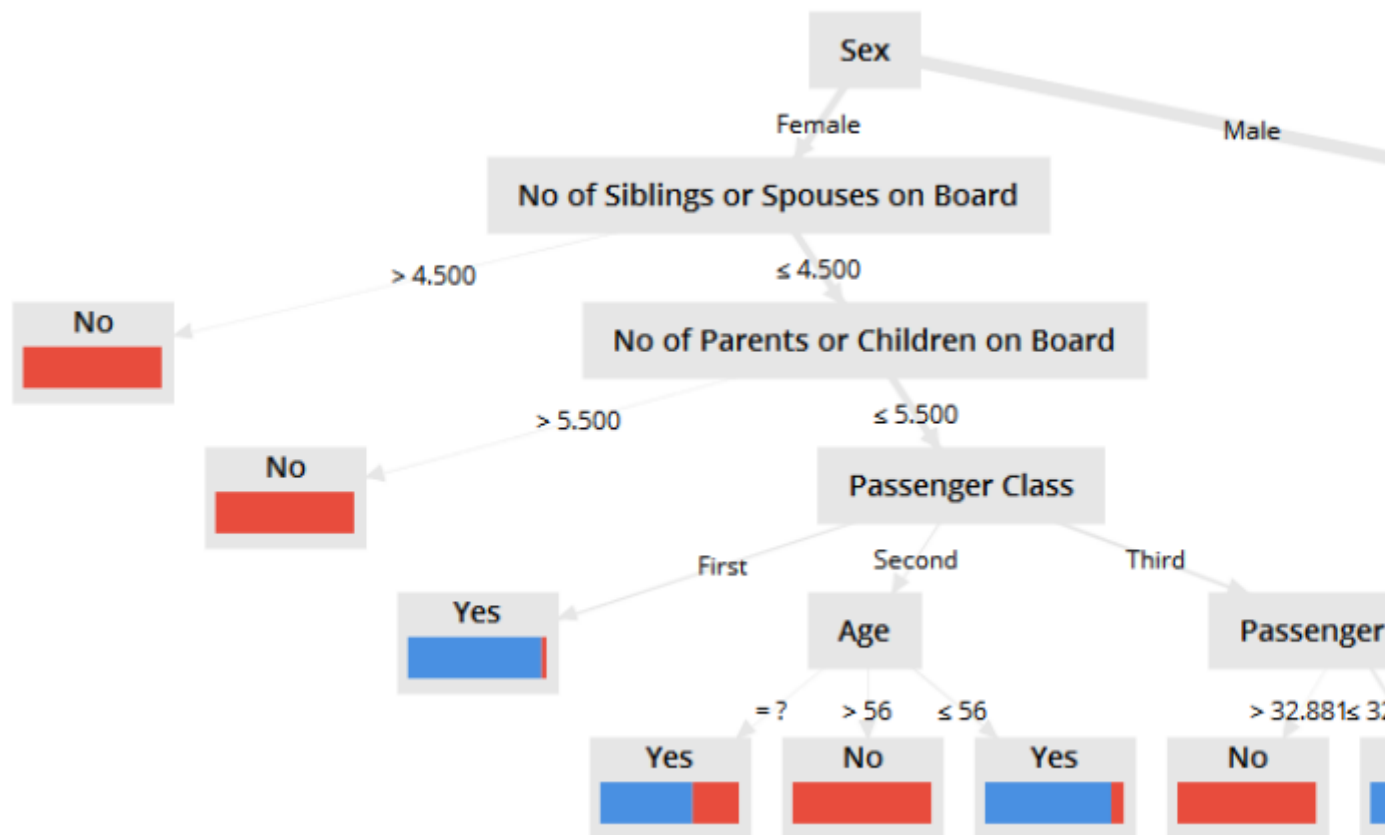 Sex
Female
Male
No of Siblings or Spouses on Board
> 4.500
≤ 4.500
No
No of Parents or Children on Board
> 5.500
≤ 5.500
No
Passenger Class
First
Second
Third
Yes
Age
Passenger
= ?
> 56
≤ 56
> 32.881
≤ 32
Yes
No
Yes
No